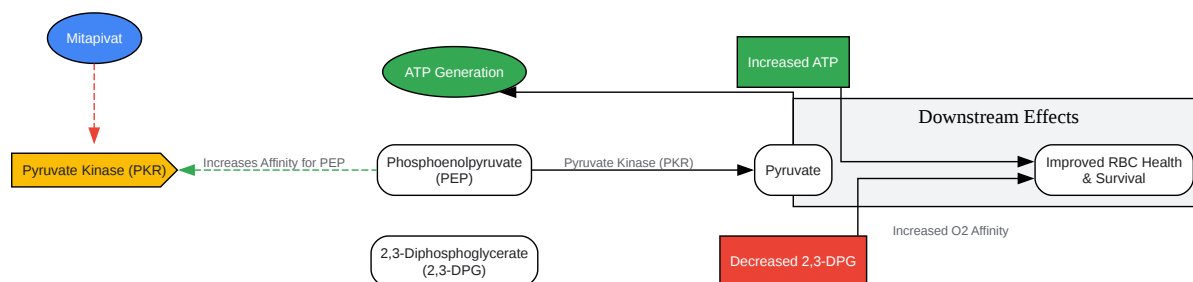 Mitapivat
ATP Generation
Increased ATP
Downstream Effects
Pyruvate Kinase (PKR)
Increases Affinity for PEP
Phosphoenolpyruvate
(PEP)
Pyruvate Kinase (PKR)
Pyruvate
Improved RBC Health
& Survival
2,3-Diphosphoglycerate
(2,3-DPG)
Decreased 2,3-DPG
Increased O2 Affinity